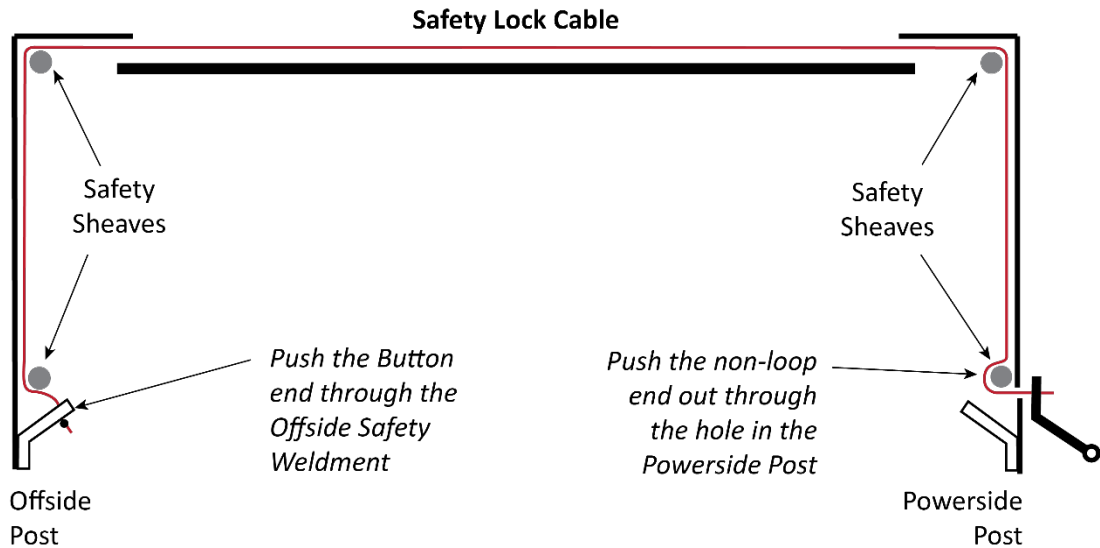 Safety Lock Cable
Safety
Sheaves
Safety
Sheaves
Push the Button
end through the
Offside Safety
Weldment
Push the non-loop
end out through
the hole in the
Powerside Post
Offside
Post
Powerside
Post